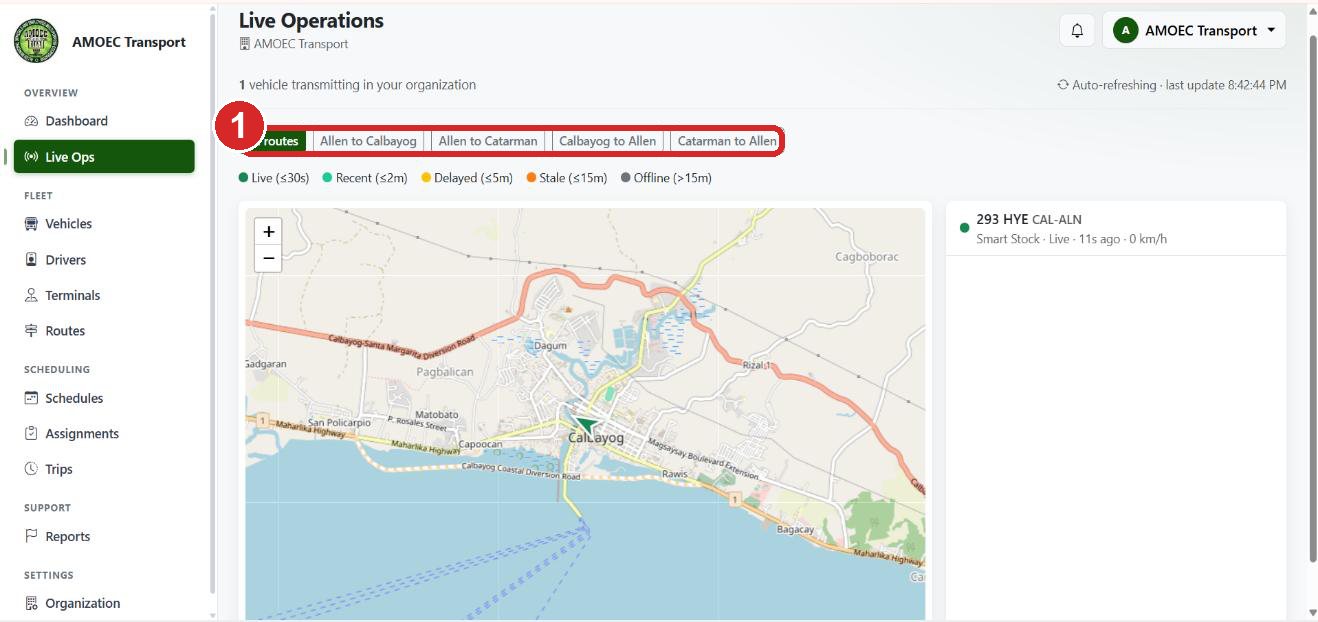 AMOEC Transport
OVERVIEW
Dashboard
Live Ops
FLEET
Vehicles
Drivers
Terminals
Routes
SCHEDULING
Schedules
Assignments
Trips
SUPPORT
Reports
SETTINGS
Organization
Live Operations
AMOEC Transport
A AMOEC Transport
1 vehicle transmitting in your organization
Auto-refreshing · last update 8:42:44 PM
1
routes Allen to Calbayog Allen to Catarman Calbayog to Allen Catarman to Allen
Live (≤30s) Recent (≤2m) Delayed (≤5m) Stale (≤15m) Offline (>15m)
+
−
Cagboborac
Calbayog-Santa Margarita Diversion Road
Dagum
Gadgaran
Pagbalican
Rizal 1
Matobato
P. Rosales Street
San Policarpio
1
Maharlika Highway
Maharlika Highway
Capoocan
Calbayog
Magsaysay Boulevard Extension
Calbayog Coastal Diversion Road
Rawis
1
Bagacay
Maharlika Highway
293 HYE CAL-ALN
Smart Stock · Live · 11s ago · 0 km/h